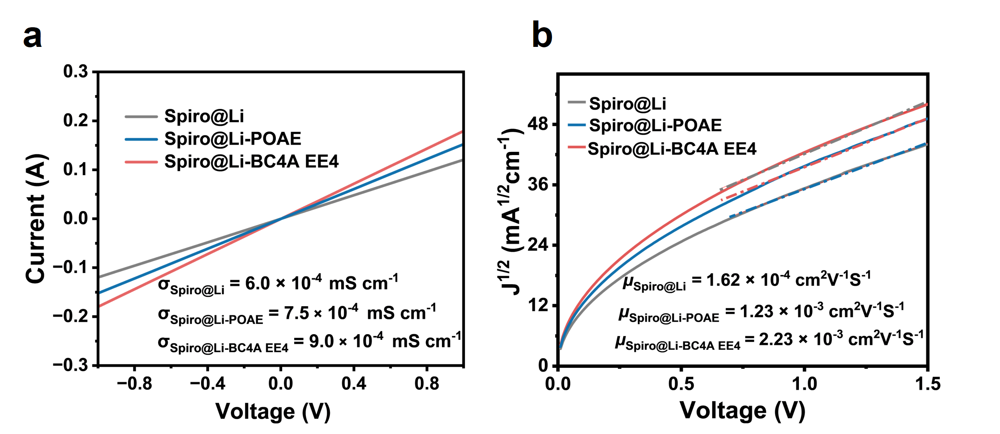 a
0.3
0.2
0.1
0.0
−0.1
−0.2
−0.3
Current (A)
Spiro@Li
Spiro@Li-POAE
Spiro@Li-BC4A EE4
σSpiro@Li = 6.0 × 10-4 mS cm-1
σSpiro@Li-POAE = 7.5 × 10-4 mS cm-1
σSpiro@Li-BC4A EE4 = 9.0 × 10-4 mS cm-1
−0.8 −0.4 0.0 0.4 0.8
Voltage (V)
b
48
36
24
12
0
J1/2 (mA1/2cm-1)
Spiro@Li
Spiro@Li-POAE
Spiro@Li-BC4A EE4
μSpiro@Li = 1.62 × 10-4 cm2V-1S-1
μSpiro@Li-POAE = 1.23 × 10-3 cm2V-1S-1
μSpiro@Li-BC4A EE4 = 2.23 × 10-3 cm2V-1S-1
0.0 0.5 1.0 1.5
Voltage (V)